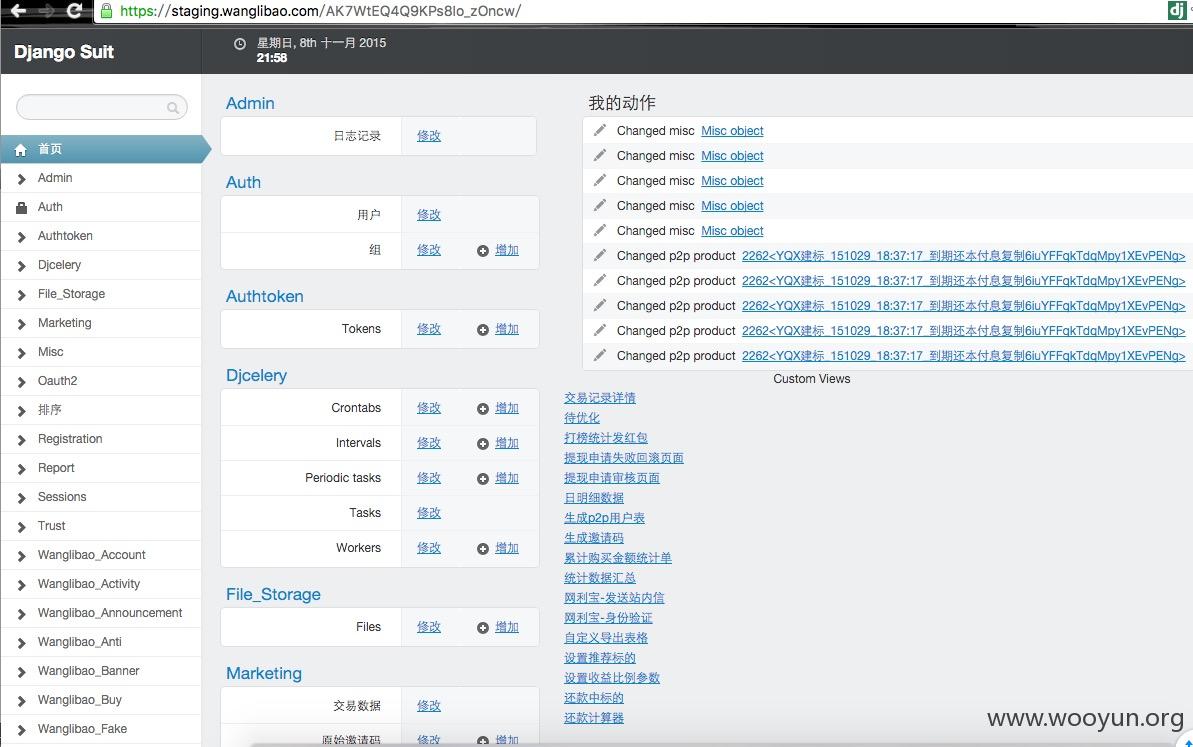 https://staging.wanglibao.com/AK7WtEQ4Q9KPs8lo_zOncw/
dj
Django Suit
星期日, 8th 十一月 2015
21:58
首页
Admin
Auth
Authtoken
Djcelery
File_Storage
Marketing
Misc
Oauth2
排序
Registration
Report
Sessions
Trust
Wanglibao_Account
Wanglibao_Activity
Wanglibao_Announcement
Wanglibao_Anti
Wanglibao_Banner
Wanglibao_Buy
Wanglibao_Fake
Admin
日志记录 修改
Auth
用户 修改
组 修改 增加
Authtoken
Tokens 修改 增加
Djcelery
Crontabs 修改 增加
Intervals 修改 增加
Periodic tasks 修改 增加
Tasks 修改
Workers 修改 增加
File_Storage
Files 修改 增加
Marketing
交易数据 修改
原始邀请码 修改 增加
我的动作
Changed misc Misc object
Changed misc Misc object
Changed misc Misc object
Changed misc Misc object
Changed misc Misc object
Changed p2p product 2262<YQX建标_151029_18:37:17_到期还本付息复制6iuYFFqkTdqMpy1XEvPENg>
Changed p2p product 2262<YQX建标_151029_18:37:17_到期还本付息复制6iuYFFqkTdqMpy1XEvPENg>
Changed p2p product 2262<YQX建标_151029_18:37:17_到期还本付息复制6iuYFFqkTdqMpy1XEvPENg>
Changed p2p product 2262<YQX建标_151029_18:37:17_到期还本付息复制6iuYFFqkTdqMpy1XEvPENg>
Changed p2p product 2262<YQX建标_151029_18:37:17_到期还本付息复制6iuYFFqkTdqMpy1XEvPENg>
Custom Views
交易记录详情
待优化
打榜统计发红包
提现申请失败回滚页面
提现申请审核页面
日明细数据
生成p2p用户表
生成邀请码
累计购买金额统计单
统计数据汇总
网利宝-发送站内信
网利宝-身份验证
自定义导出表格
设置推荐标的
设置收益比例参数
还款中标的
还款计算器
www.wooyun.org